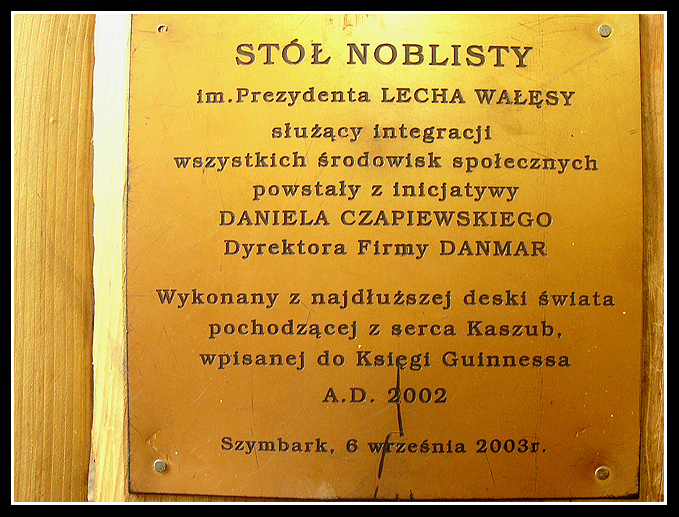 STÓŁ NOBLISTY
im.Prezydenta LECHA WAŁĘSY
służący integracji
wszystkich środowisk społecznych
powstały z inicjatywy
DANIELA CZAPIEWSKIEGO
Dyrektora Firmy DANMAR
Wykonany z najdłuższej deski świata
pochodzącej z serca Kaszub,
wpisanej do Księgi Guinnessa
A.D. 2002
Szymbark, 6 września 2003r.